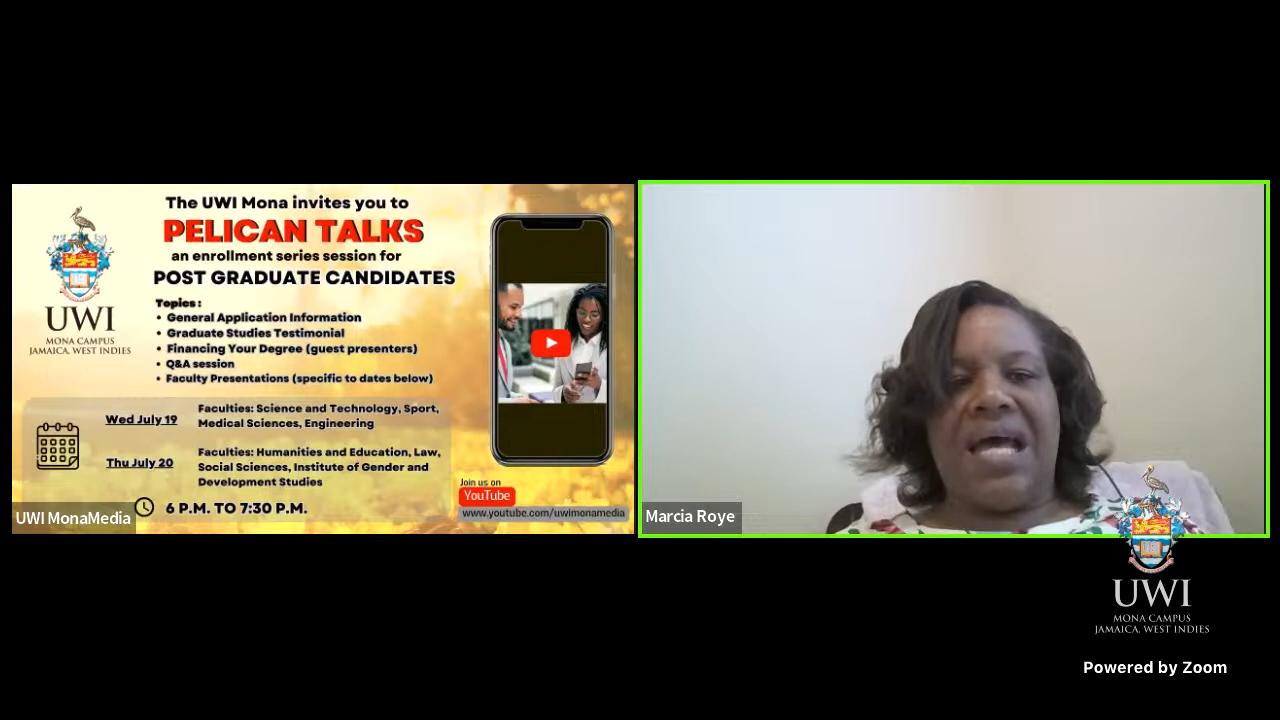 The UWI Mona invites you to
PELICAN TALKS
an enrollment series session for
POST GRADUATE CANDIDATES
UWI
MONA CAMPUS
JAMAICA, WEST INDIES
Topics :
• General Application Information
• Graduate Studies Testimonial
• Financing Your Degree (guest presenters)
• Q&A session
• Faculty Presentations (specific to dates below)
Wed July 19
Faculties: Science and Technology, Sport,
Medical Sciences, Engineering
Thu July 20
Faculties: Humanities and Education, Law,
Social Sciences, Institute of Gender and
Development Studies
6 P.M. TO 7:30 P.M.
Join us on
YouTube
www.youtube.com/uwimonamedia
UWI MonaMedia
Marcia Roye
UWI
MONA CAMPUS
JAMAICA, WEST INDIES
Powered by Zoom